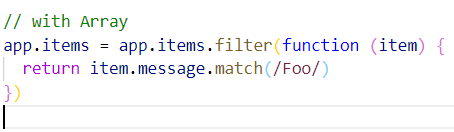 // with Array
app.items = app.items.filter(function (item) {
  return item.message.match(/Foo/)
})